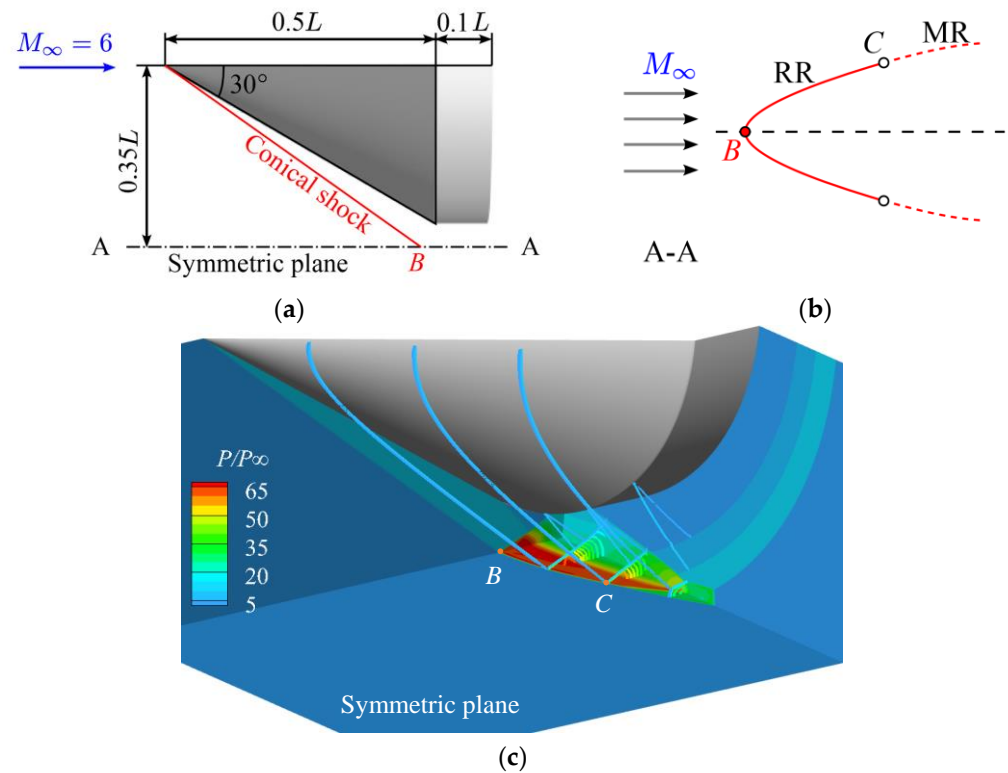 0.5L
0.1L
M∞ = 6
30°
0.35L
Conical shock
A
A
Symmetric plane
B
(a)
MR
C
RR
M∞
B
A-A
(b)
P/P∞
65
50
35
20
5
B
C
Symmetric plane
(c)